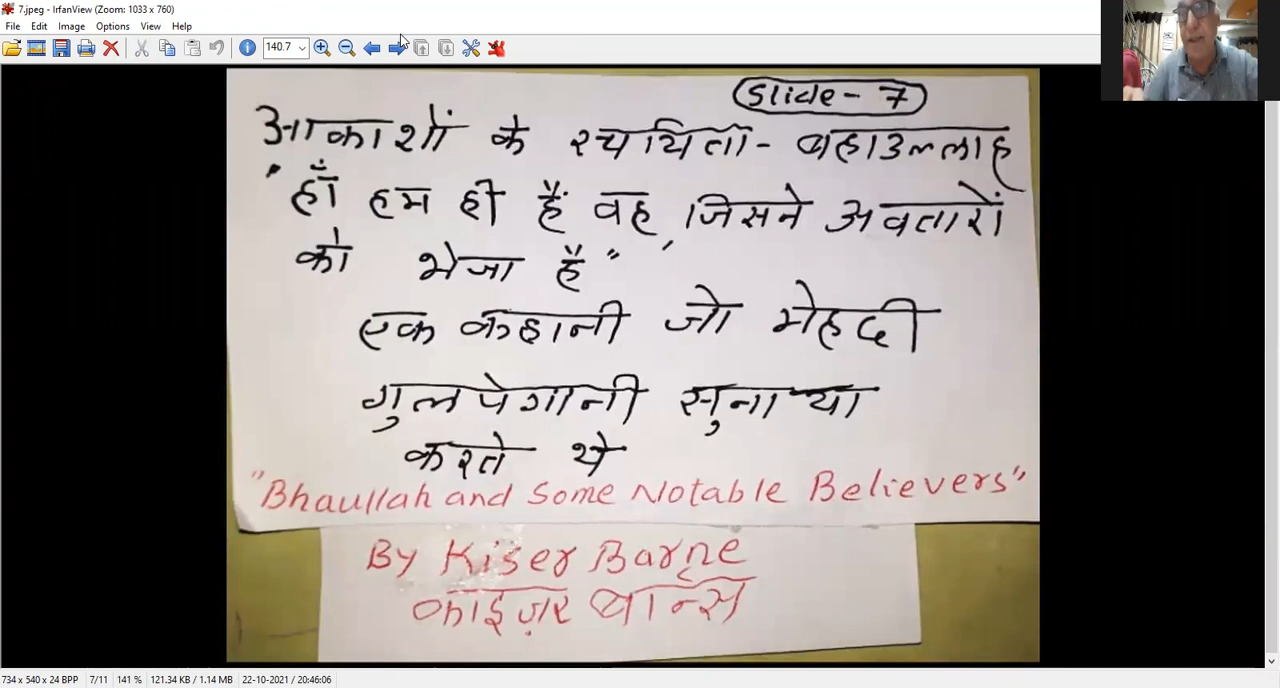 7.jpeg - IrfanView (Zoom: 1033 x 760)
File Edit Image Options View Help
140.7
Slide - 7
आकाशों के रचयिता - बहाउल्लाह
"हाँ हम ही हैं वह, जिसने अवतारों
को भेजा है"
एक कहानी जो मेहदी
गुलपेगानी सुनाया
करते थे
"Bhaullah and Some Notable Believers"
By Kiser Barne
काइज़र बार्न्स
734 x 540 x 24 BPP 7/11 141 % 121.34 KB / 1.14 MB 22-10-2021 / 20:46:06